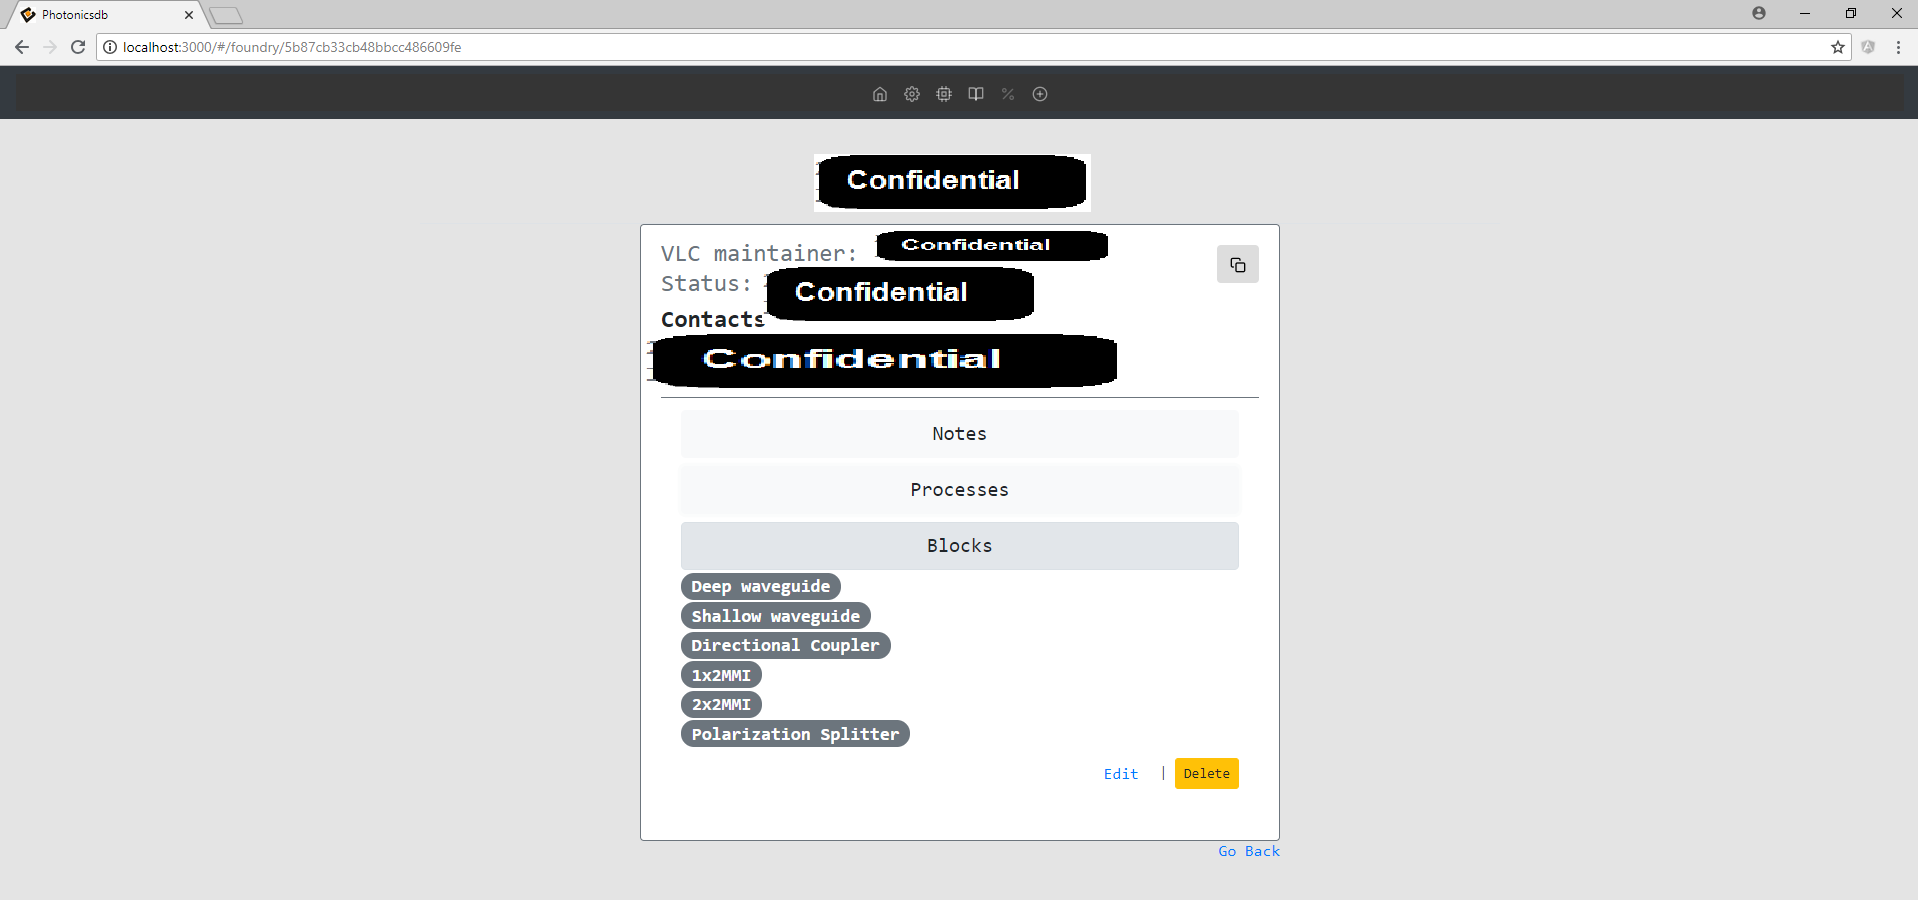 Photonicsdb
localhost:3000/#/foundry/5b87cb33cb48bbcc486609fe
Confidential
VLC maintainer: Confidential
Status: Confidential
Contacts
Confidential
Notes
Processes
Blocks
Deep waveguide
Shallow waveguide
Directional Coupler
1x2MMI
2x2MMI
Polarization Splitter
Edit | Delete
Go Back